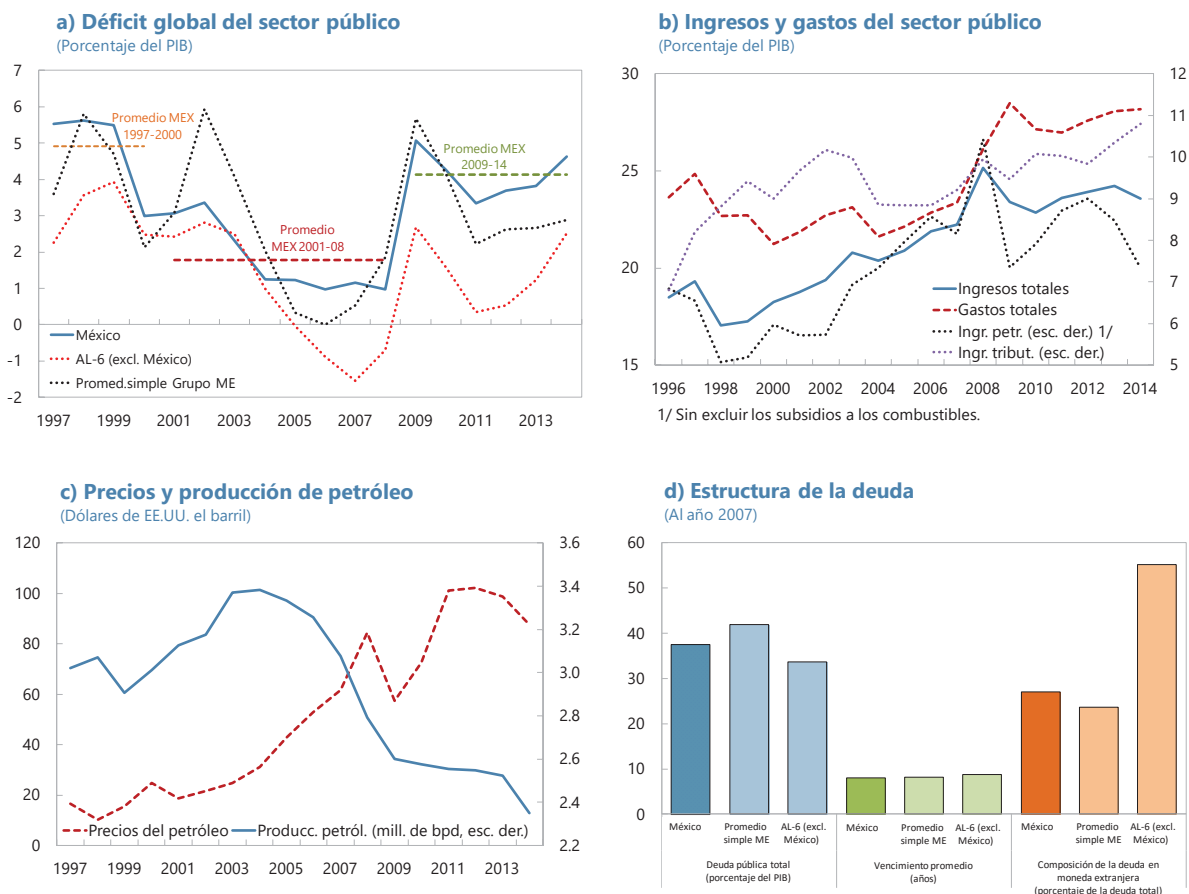 a) Déficit global del sector público
(Porcentaje del PIB)
7
6
5
4
3
2
1
0
-1
-2
Promedio MEX
1997-2000
Promedio MEX
2009-14
Promedio
MEX 2001-08
México
AL-6 (excl. México)
Promed.simple Grupo ME
1997 1999 2001 2003 2005 2007 2009 2011 2013
b) Ingresos y gastos del sector público
(Porcentaje del PIB)
30
25
20
15
12
11
10
9
8
7
6
5
Ingresos totales
Gastos totales
Ingr. petr. (esc. der.) 1/
Ingr. tribut. (esc. der.)
1996 1998 2000 2002 2004 2006 2008 2010 2012 2014
1/ Sin excluir los subsidios a los combustibles.
c) Precios y producción de petróleo
(Dólares de EE.UU. el barril)
120
100
80
60
40
20
0
3.6
3.4
3.2
3.0
2.8
2.6
2.4
2.2
Precios del petróleo Producc. petról. (mill. de bpd, esc. der.)
1997 1999 2001 2003 2005 2007 2009 2011 2013
d) Estructura de la deuda
(Al año 2007)
60
50
40
30
20
10
0
México Promedio AL-6 (excl. México Promedio AL-6 (excl. México Promedio AL-6 (excl.
simple ME México) simple ME México) simple ME México)
Deuda pública total
(porcentaje del PIB)
Vencimiento promedio
(años)
Composición de la deuda en
moneda extranjera
(porcentaje de la deuda total)